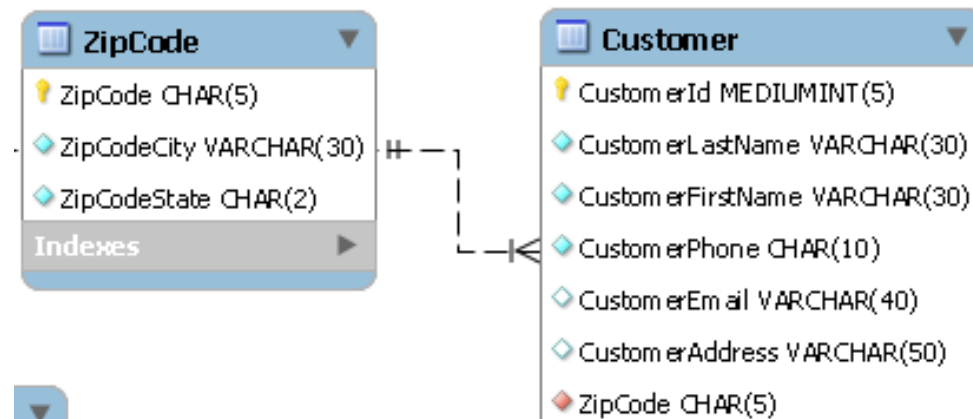 ZipCode
ZipCode CHAR(5)
ZipCodeCity VARCHAR(30)
ZipCodeState CHAR(2)
Indexes
Customer
CustomerId MEDIUMINT(5)
CustomerLastName VARCHAR(30)
CustomerFirstName VARCHAR(30)
CustomerPhone CHAR(10)
CustomerEmail VARCHAR(40)
CustomerAddress VARCHAR(50)
ZipCode CHAR(5)